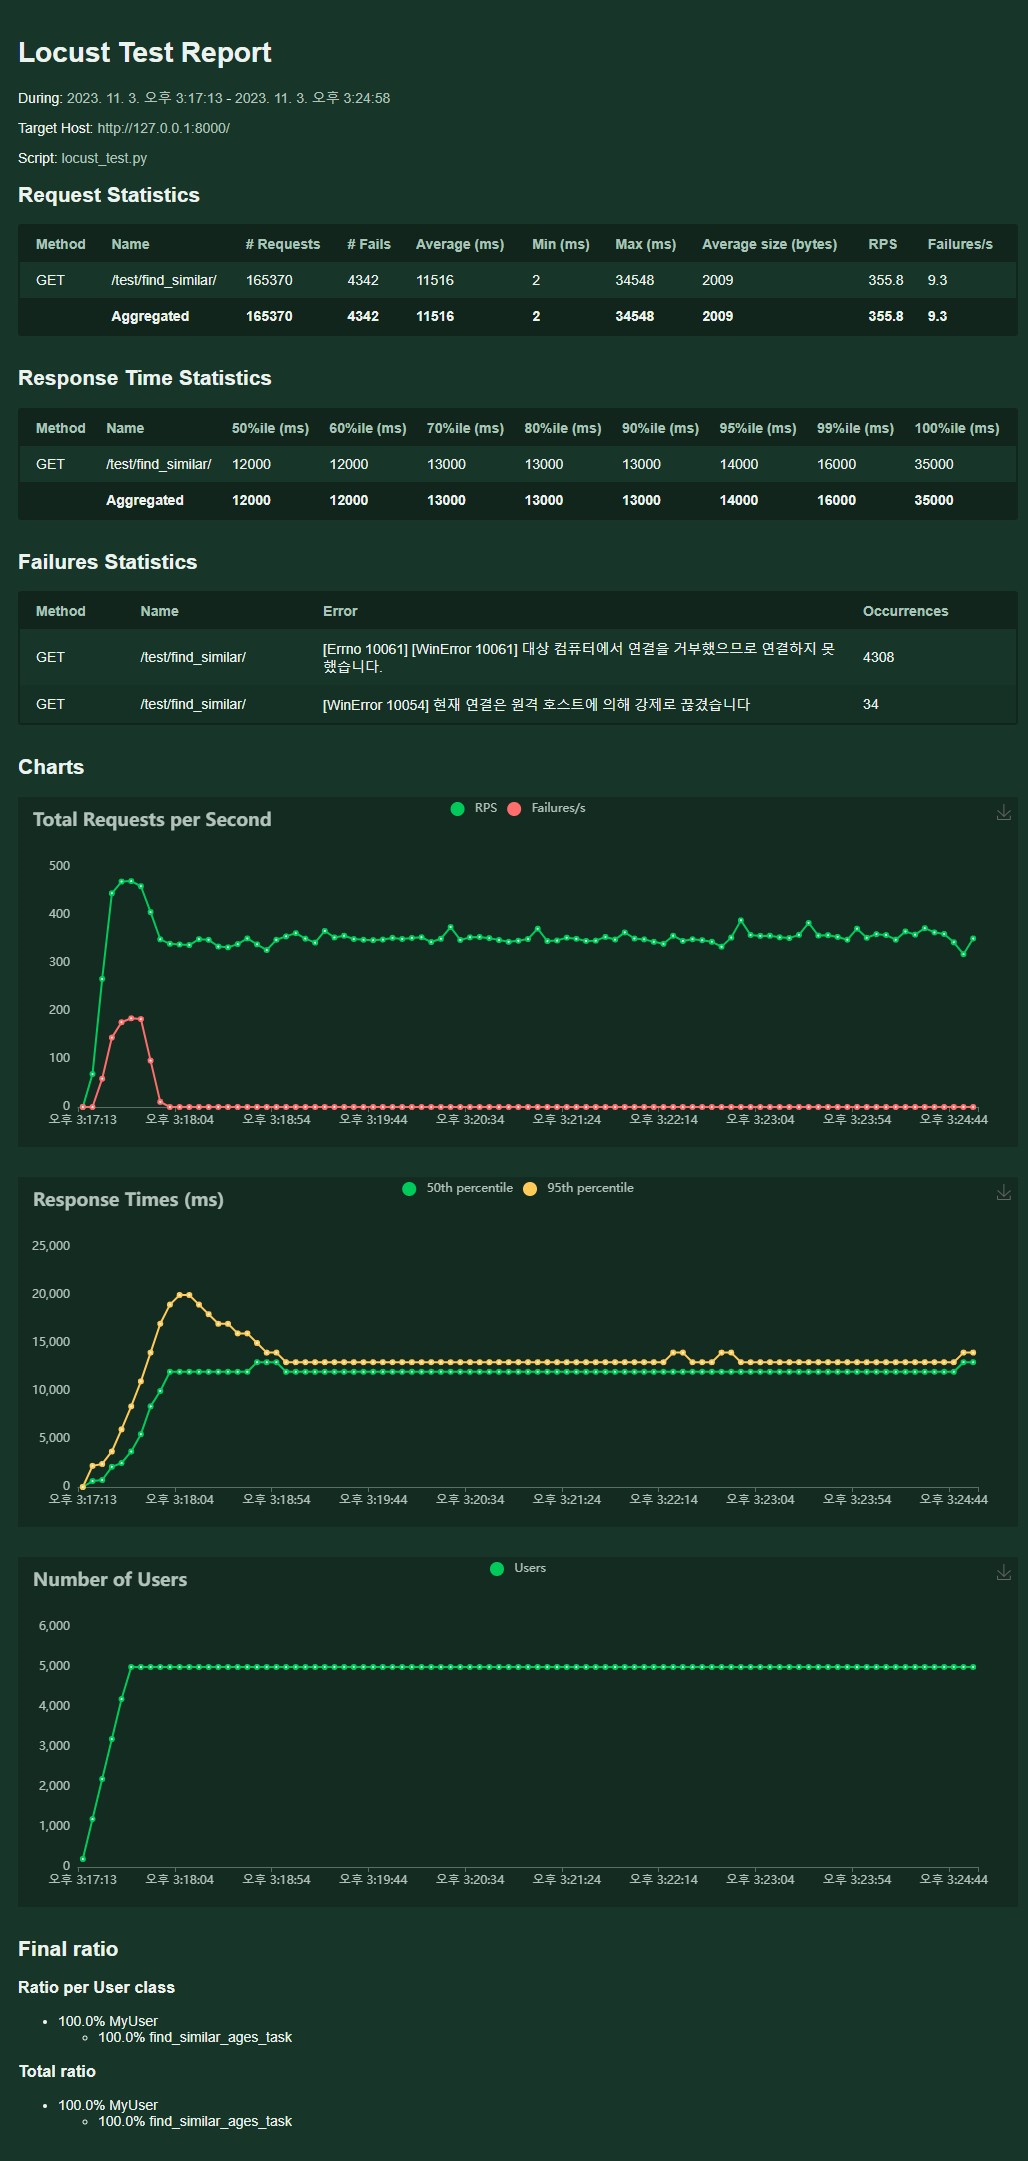 Locust Test Report
During: 2023. 11. 3. 오후 3:17:13 - 2023. 11. 3. 오후 3:24:58
Target Host: http://127.0.0.1:8000/
Script: locust_test.py
Request Statistics
Method Name # Requests # Fails Average (ms) Min (ms) Max (ms) Average size (bytes) RPS Failures/s
GET /test/find_similar/ 165370 4342 11516 2 34548 2009 355.8 9.3
Aggregated 165370 4342 11516 2 34548 2009 355.8 9.3
Response Time Statistics
Method Name 50%ile (ms) 60%ile (ms) 70%ile (ms) 80%ile (ms) 90%ile (ms) 95%ile (ms) 99%ile (ms) 100%ile (ms)
GET /test/find_similar/ 12000 12000 13000 13000 13000 14000 16000 35000
Aggregated 12000 12000 13000 13000 13000 14000 16000 35000
Failures Statistics
Method Name Error Occurrences
GET /test/find_similar/ [Errno 10061] [WinError 10061] 대상 컴퓨터에서 연결을 거부했으므로 연결하지 못
했습니다. 4308
GET /test/find_similar/ [WinError 10054] 현재 연결은 원격 호스트에 의해 강제로 끊겼습니다 34
Charts
Total Requests per Second
RPS Failures/s
500
400
300
200
100
0
오후 3:17:13 오후 3:18:04 오후 3:18:54 오후 3:19:44 오후 3:20:34 오후 3:21:24 오후 3:22:14 오후 3:23:04 오후 3:23:54 오후 3:24:44
Response Times (ms)
50th percentile 95th percentile
25,000
20,000
15,000
10,000
5,000
0
오후 3:17:13 오후 3:18:04 오후 3:18:54 오후 3:19:44 오후 3:20:34 오후 3:21:24 오후 3:22:14 오후 3:23:04 오후 3:23:54 오후 3:24:44
Number of Users
Users
6,000
5,000
4,000
3,000
2,000
1,000
0
오후 3:17:13 오후 3:18:04 오후 3:18:54 오후 3:19:44 오후 3:20:34 오후 3:21:24 오후 3:22:14 오후 3:23:04 오후 3:23:54 오후 3:24:44
Final ratio
Ratio per User class
• 100.0% MyUser
◦ 100.0% find_similar_ages_task
Total ratio
• 100.0% MyUser
◦ 100.0% find_similar_ages_task